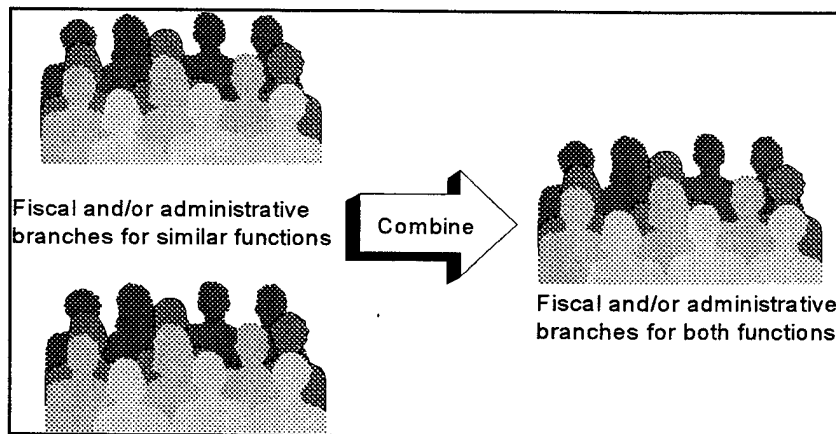 Fiscal and/or administrative
branches for similar functions
Combine
Fiscal and/or administrative
branches for both functions